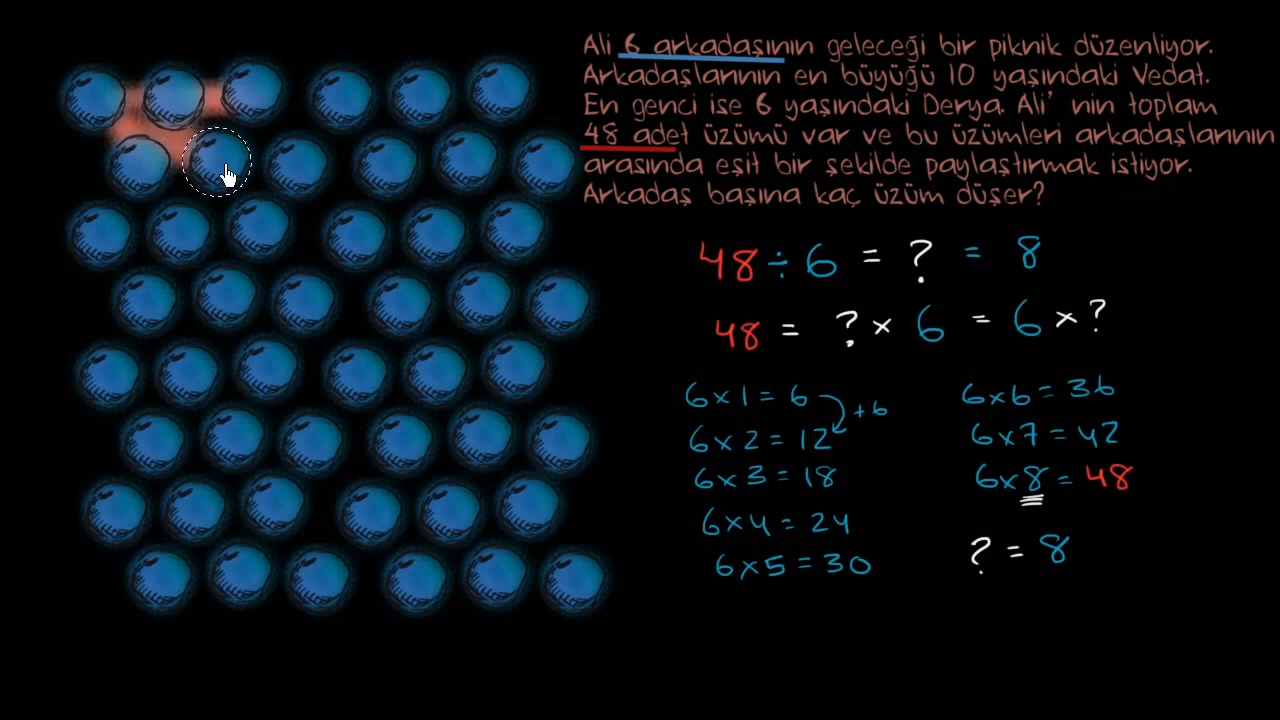 Ali 6 arkadaşının geleceği bir piknik düzenliyor.
Arkadaşlarının en büyüğü 10 yaşındaki Vedat.
En genci ise 6 yaşındaki Derya. Ali' nin toplam
48 adet üzümü var ve bu üzümleri arkadaşlarının
arasında eşit bir şekilde paylaştırmak istiyor.
Arkadaş başına kaç üzüm düşer?
48 ÷ 6 = ? = 8
48 = ? × 6 = 6 × ?
6 × 1 = 6
+ 6
6 × 2 = 12
6 × 3 = 18
6 × 4 = 24
6 × 5 = 30
6 × 6 = 36
6 × 7 = 42
6 × 8 = 48
? = 8